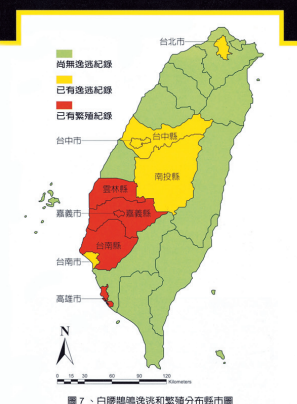 台北市
尚無逸逃紀錄
已有逸逃紀錄
已有繁殖紀錄
台中市
台中縣
南投縣
雲林縣
嘉義市
嘉義縣
台南縣
台南市
高雄市
N
0 15 30 60 90 120
Kilometers
圖7、白腰鵲鴝逸逃和繁殖分布縣市圖